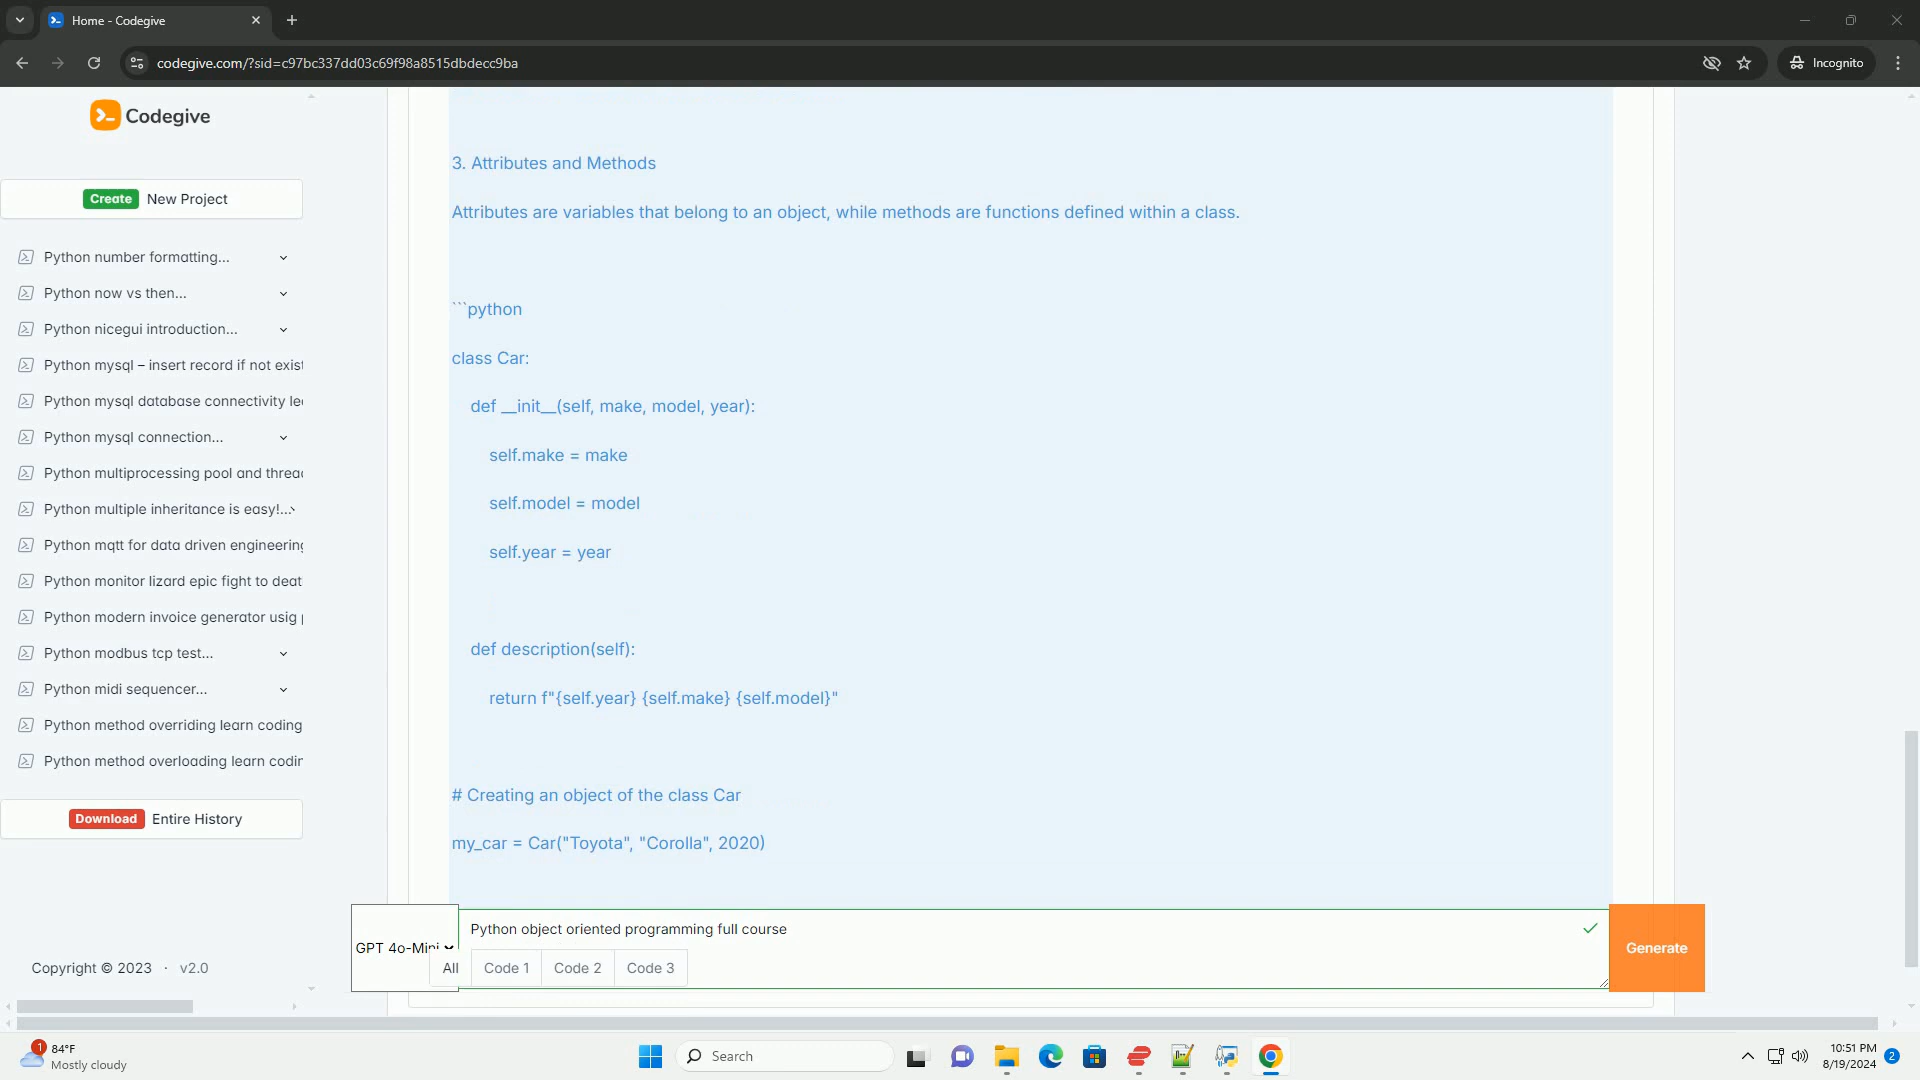 Home - Codegive
codegive.com/?sid=c97bc337dd03c69f98a8515dbdecc9ba
Incognito
Codegive
Create New Project
Python number formatting...
Python now vs then...
Python nicegui introduction...
Python mysql – insert record if not exist
Python mysql database connectivity le
Python mysql connection...
Python multiprocessing pool and threa
Python multiple inheritance is easy!...
Python mqtt for data driven engineering
Python monitor lizard epic fight to deat
Python modern invoice generator usig p
Python modbus tcp test...
Python midi sequencer...
Python method overriding learn coding
Python method overloading learn codin
Download Entire History
Copyright © 2023 · v2.0
3. Attributes and Methods
Attributes are variables that belong to an object, while methods are functions defined within a class.
```python
class Car:
def __init__(self, make, model, year):
self.make = make
self.model = model
self.year = year
def description(self):
return f"{self.year} {self.make} {self.model}"
# Creating an object of the class Car
my_car = Car("Toyota", "Corolla", 2020)
GPT 4o-Mini
Python object oriented programming full course
All Code 1 Code 2 Code 3
Generate
1
84°F
Mostly cloudy
Search
10:51 PM
8/19/2024
2